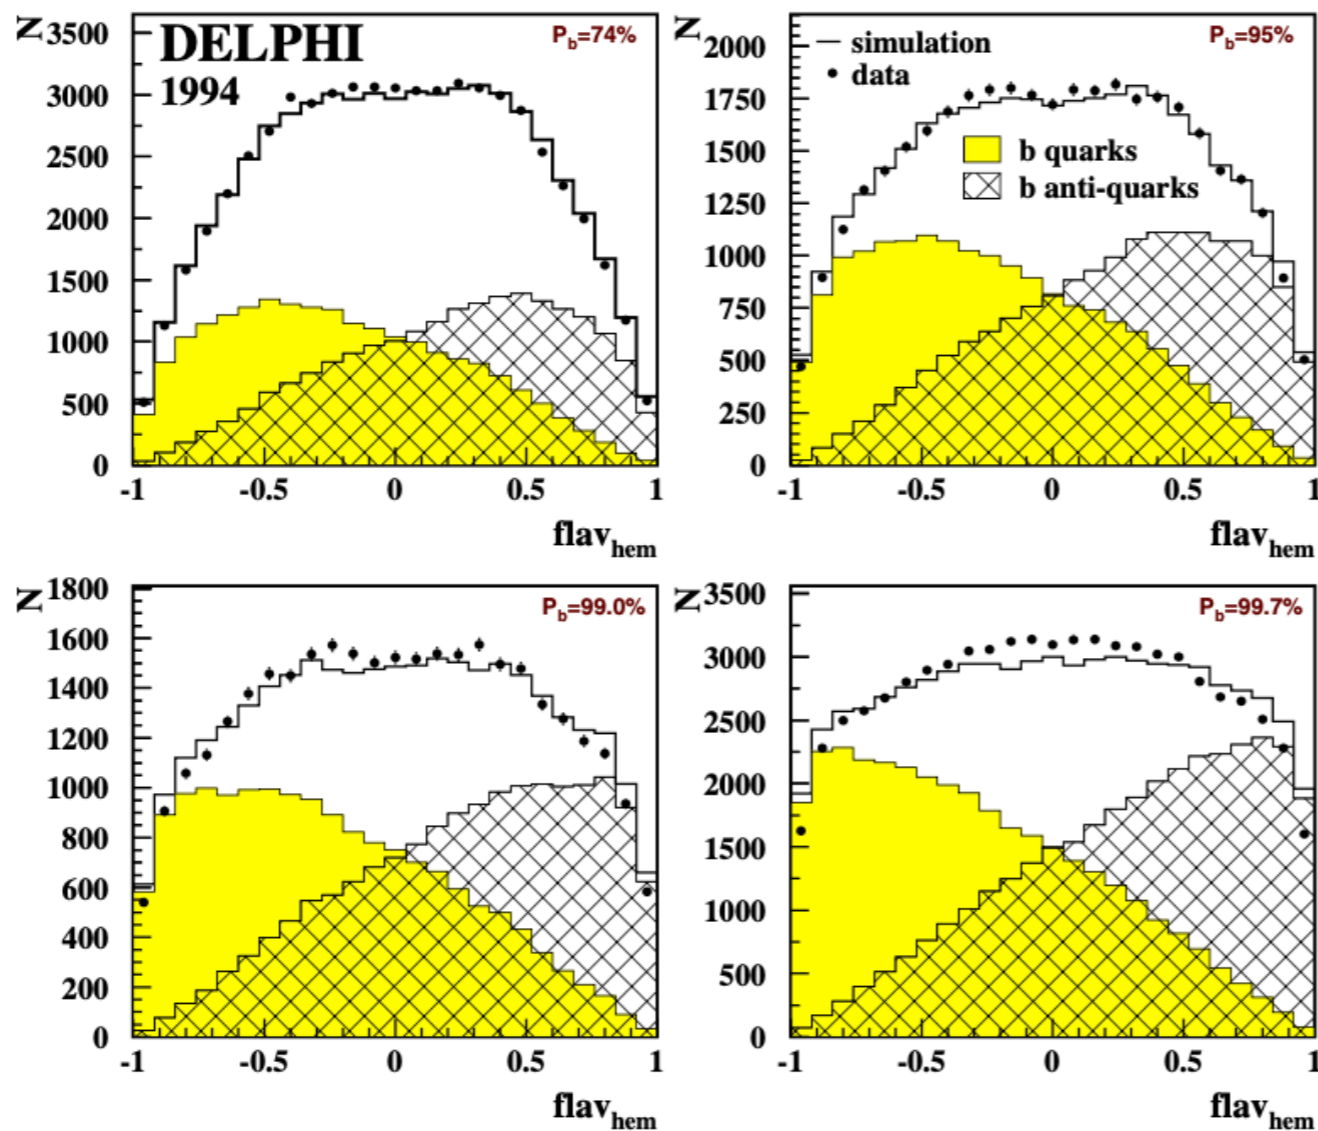 N
3500
3000
2500
2000
1500
1000
500
0
DELPHI
1994
P_b=74%
-1 -0.5 0 0.5 1
flav_hem
N
2000
1750
1500
1250
1000
750
500
250
0
P_b=95%
simulation
data
b quarks
b anti-quarks
-1 -0.5 0 0.5 1
flav_hem
N
1800
1600
1400
1200
1000
800
600
400
200
0
P_b=99.0%
-1 -0.5 0 0.5 1
flav_hem
N
3500
3000
2500
2000
1500
1000
500
0
P_b=99.7%
-1 -0.5 0 0.5 1
flav_hem